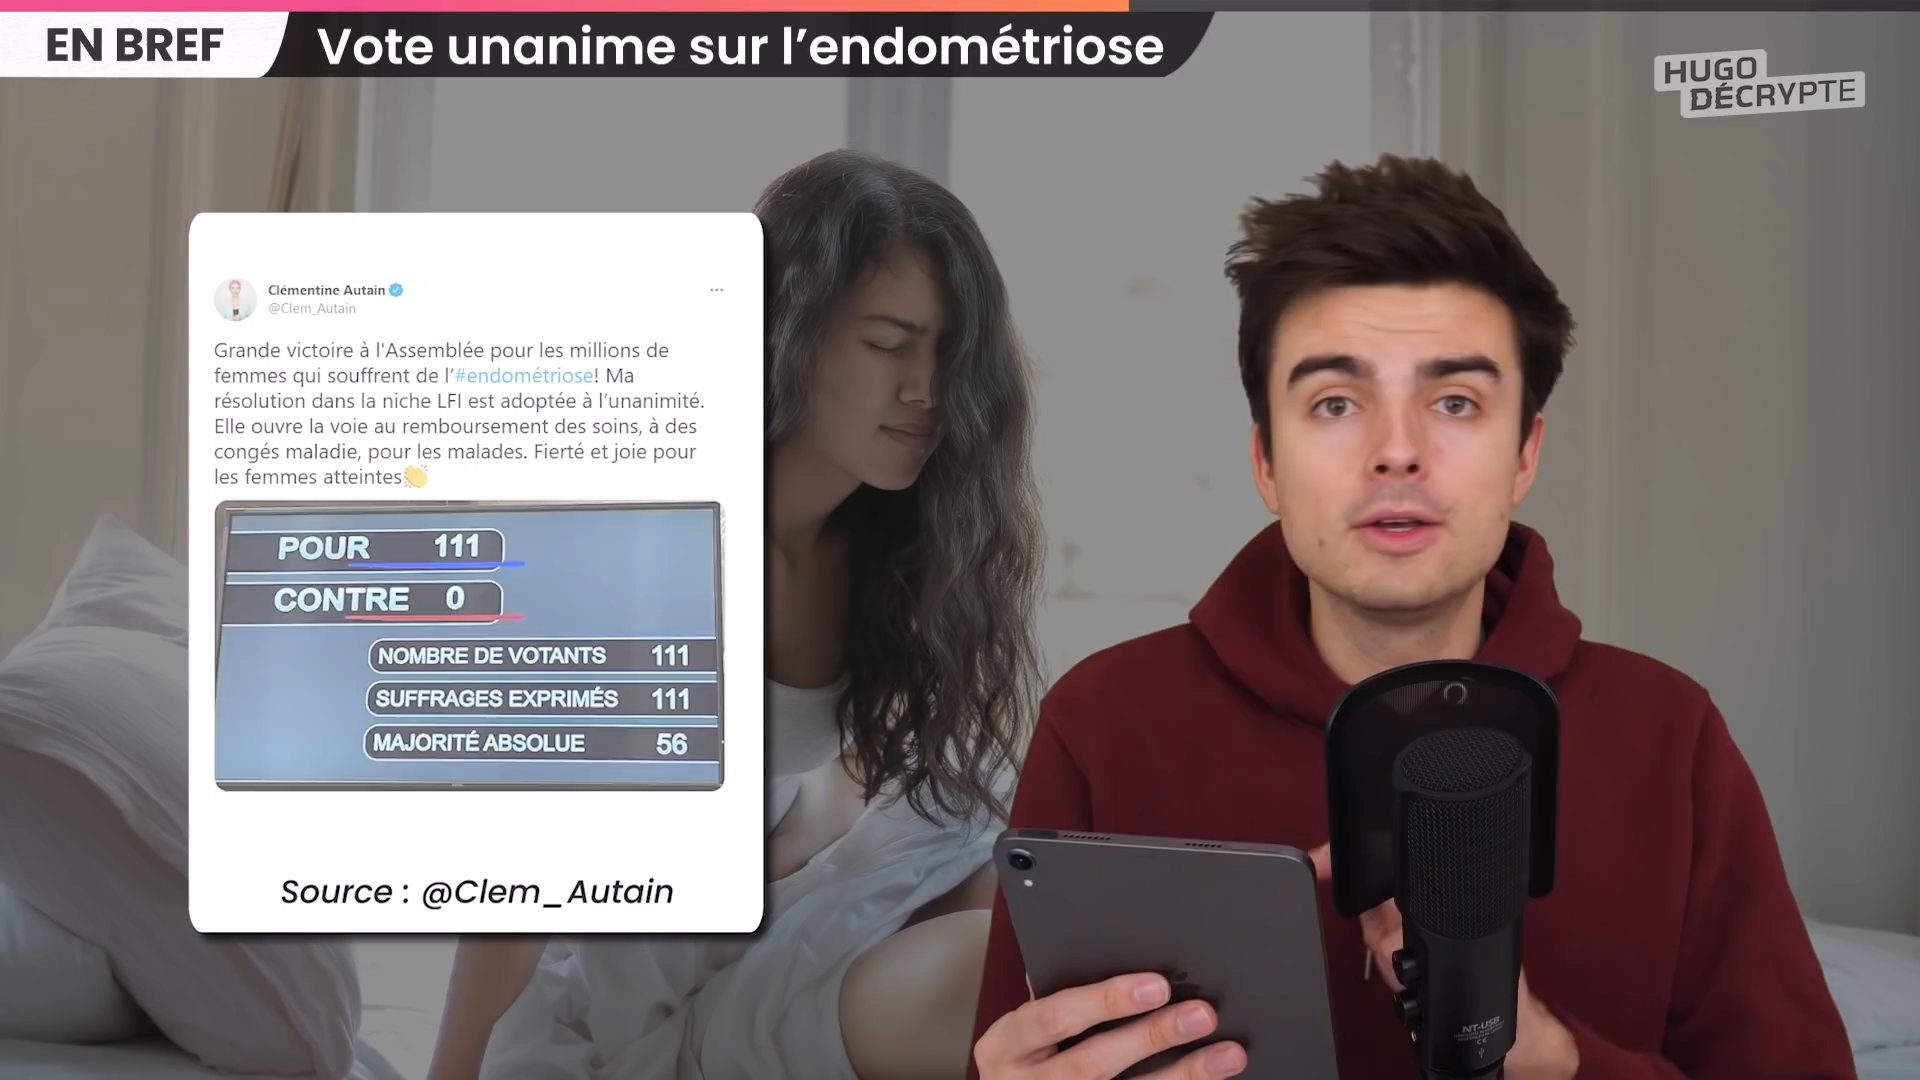 EN BREF
Vote unanime sur l’endométriose
HUGO
DÉCRYPTE
Clémentine Autain
@Clem_Autain
Grande victoire à l'Assemblée pour les millions de
femmes qui souffrent de l’#endométriose! Ma
résolution dans la niche LFI est adoptée à l’unanimité.
Elle ouvre la voie au remboursement des soins, à des
congés maladie, pour les malades. Fierté et joie pour
les femmes atteintes👏
POUR 111
CONTRE 0
NOMBRE DE VOTANTS 111
SUFFRAGES EXPRIMÉS 111
MAJORITÉ ABSOLUE 56
Source : @Clem_Autain
NT-USB